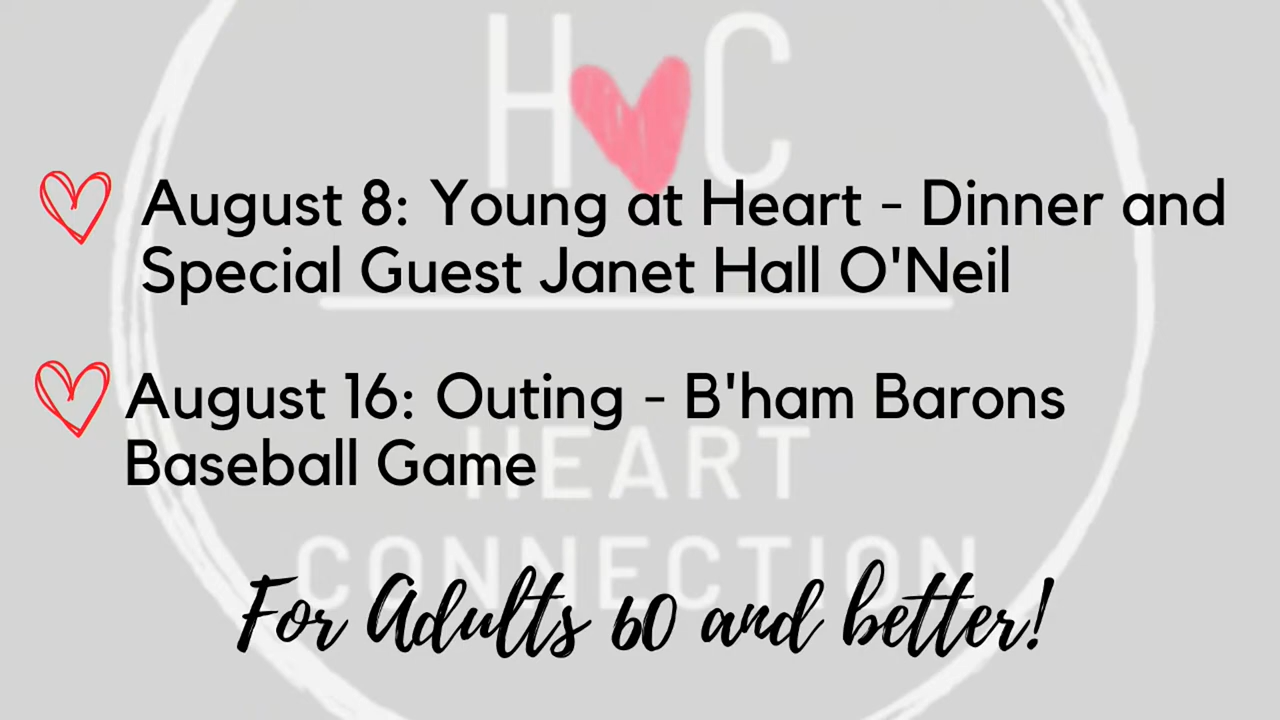 H C
August 8: Young at Heart - Dinner and
Special Guest Janet Hall O'Neil
August 16: Outing - B'ham Barons
Baseball Game
HEART
CONNECTION
For Adults 60 and better!